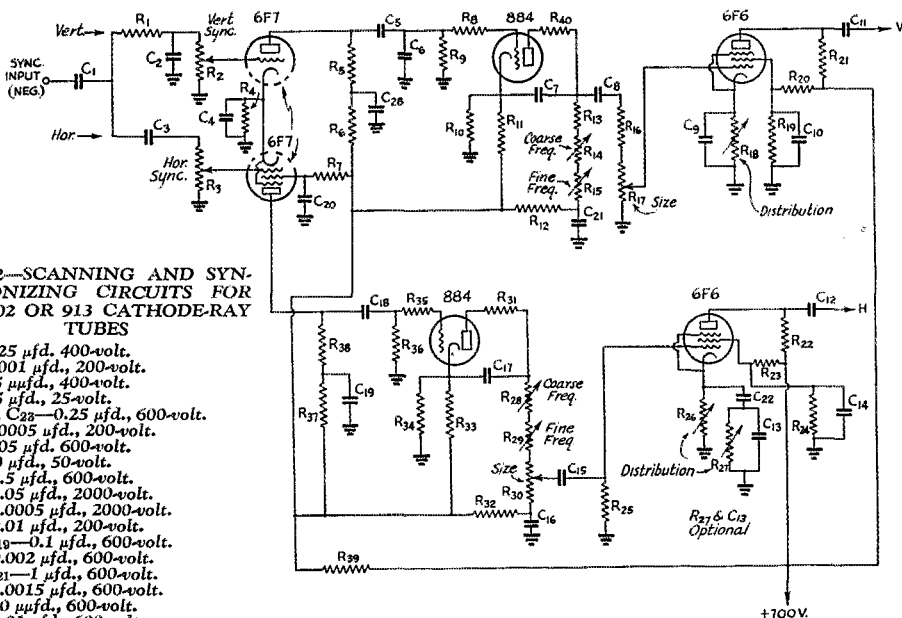 Vert.
R1
Vert Sync.
6F7
C5
R8
884
R40
6F6
C11
V
SYNC. INPUT (NEG.)
C1
C2
R2
R5
C6
R9
R20
R21
C4
R4
C28
C7
C8
R10
R11
R13
R16
Hor.
C3
6F7
R6
Coarse Freq.
R14
C9
R18
R19
C10
Hor. Sync.
R3
R7
C20
Fine Freq.
R15
R17
Size
R12
C21
Distribution
2—SCANNING AND SYN-
ONIZING CIRCUITS FOR
02 OR 913 CATHODE-RAY
TUBES
25 µfd. 400-volt.
001 µfd., 200-volt.
µµfd., 400-volt.
µfd., 25-volt.
C23—0.25 µfd., 600-volt.
0005 µfd., 200-volt.
05 µfd. 600-volt.
µfd., 50-volt.
.5 µfd., 600-volt.
.05 µfd., 2000-volt.
.0005 µfd., 2000-volt.
.01 µfd., 200-volt.
19—0.1 µfd., 600-volt.
.002 µfd., 600-volt.
21—1 µfd., 600-volt.
.0015 µfd., 600-volt.
0 µµfd., 600-volt.
C18
R35
884
R31
6F6
C12
H
R38
R36
C17
R22
R23
C19
R28
Coarse Freq.
R37
R34
R33
R29
Fine Freq
R26
C22
C13
R24
C14
Size
R30
C15
Distribution
R27
R32
C16
R25
R27 & C13 Optional
R39
+700V.